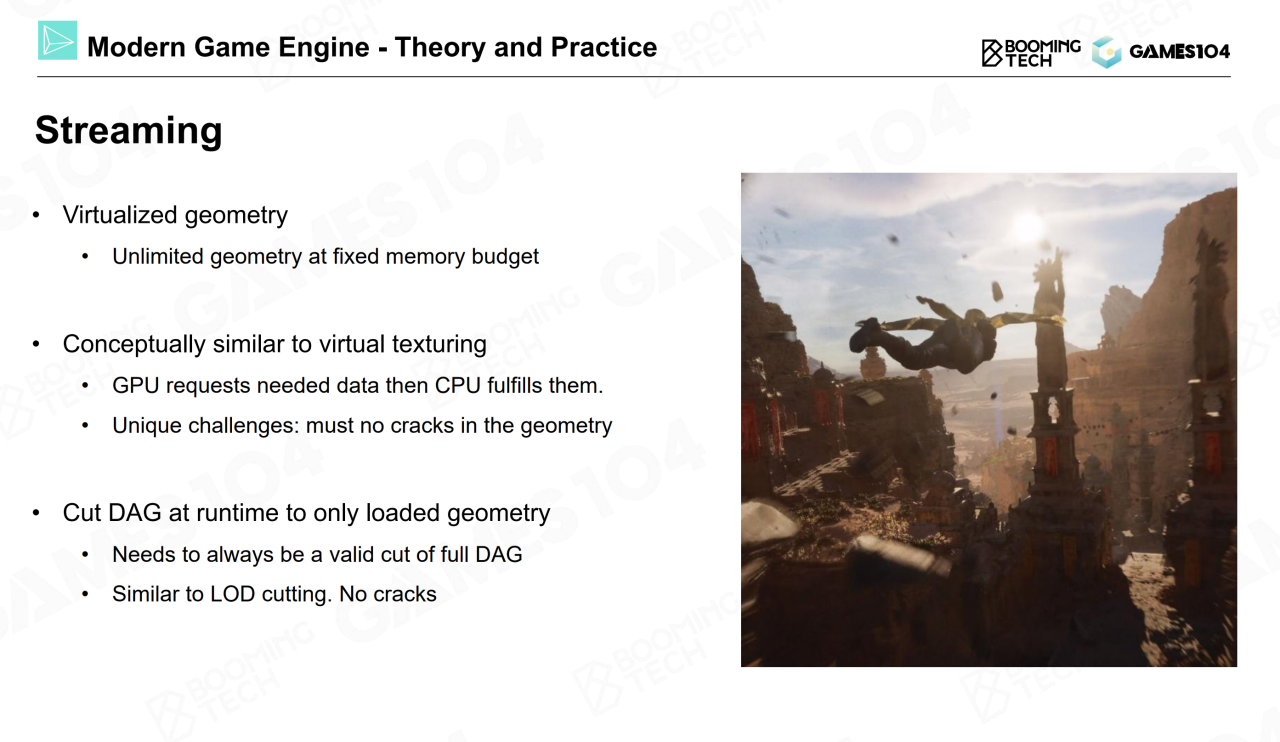 Modern Game Engine - Theory and Practice
BOOMING
TECH
GAMES104
Streaming
• Virtualized geometry
• Unlimited geometry at fixed memory budget
• Conceptually similar to virtual texturing
• GPU requests needed data then CPU fulfills them.
• Unique challenges: must no cracks in the geometry
• Cut DAG at runtime to only loaded geometry
• Needs to always be a valid cut of full DAG
• Similar to LOD cutting. No cracks